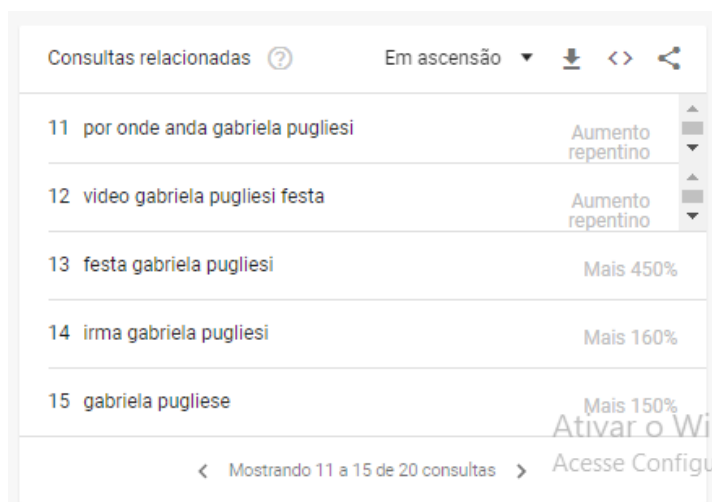 Consultas relacionadas ? Em ascensão
11 por onde anda gabriela pugliesi Aumento repentino
12 video gabriela pugliesi festa Aumento repentino
13 festa gabriela pugliesi Mais 450%
14 irma gabriela pugliesi Mais 160%
15 gabriela pugliese Mais 150%
Ativar o Wi
Mostrando 11 a 15 de 20 consultas
Acesse Configu